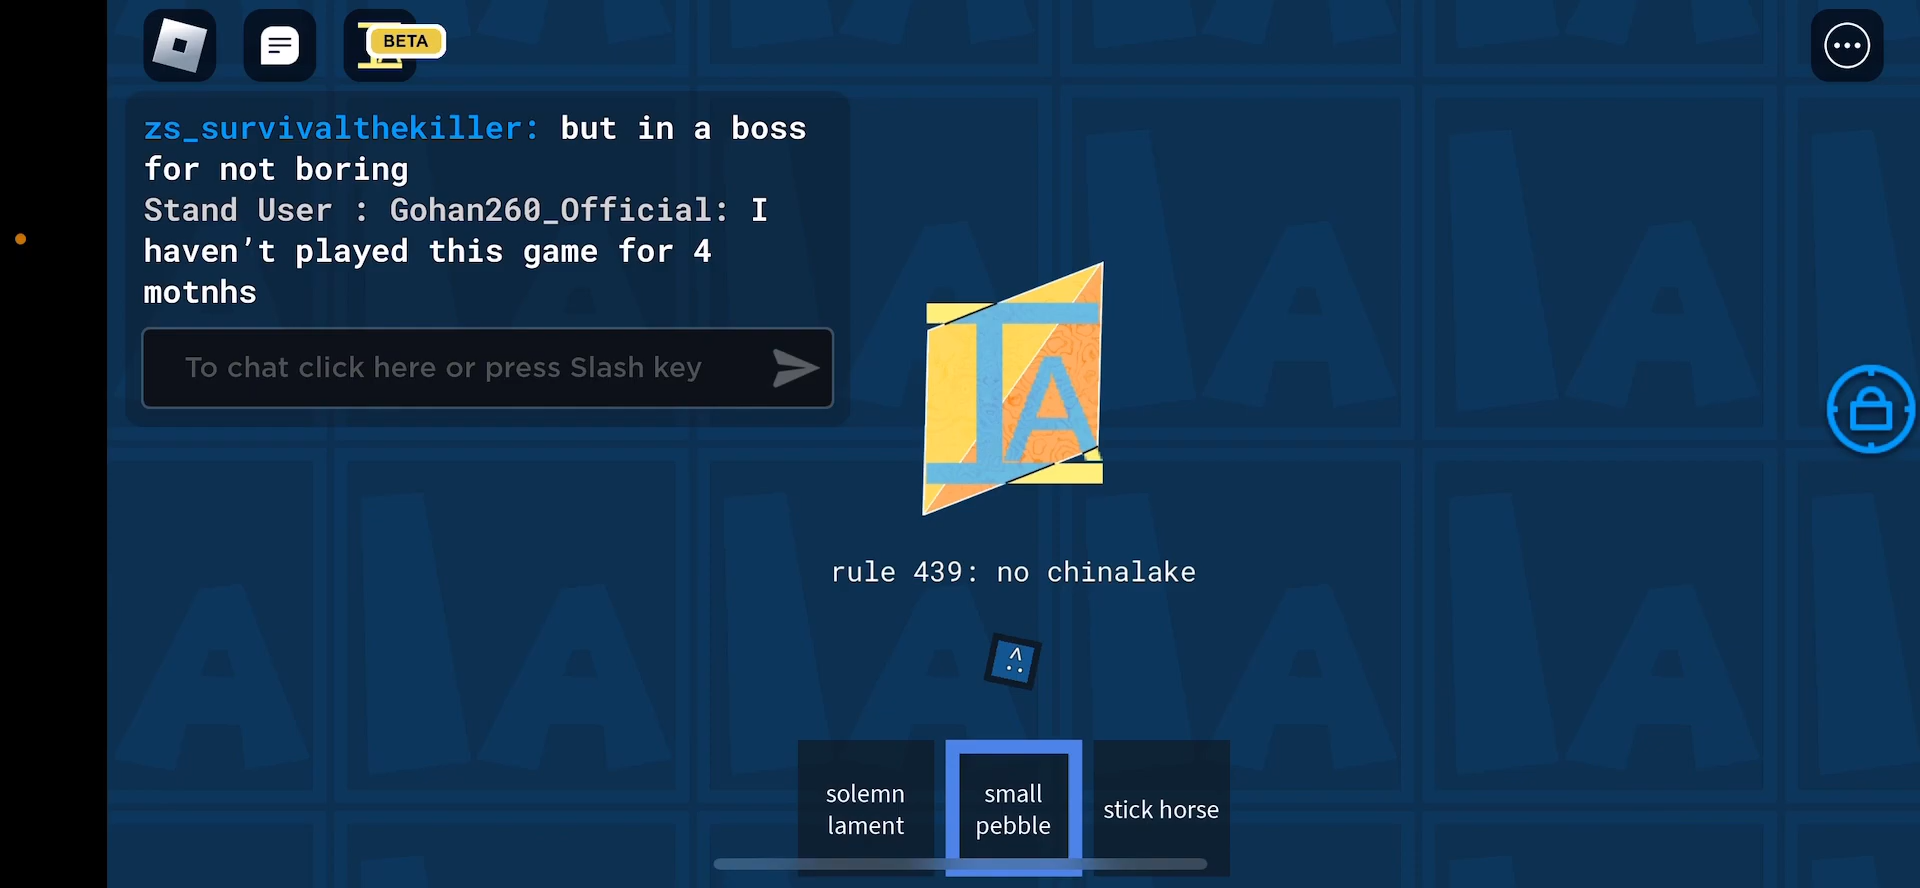 BETA
zs_survivalthekiller: but in a boss
for not boring
Stand User : Gohan260_Official: I
haven’t played this game for 4
motnhs
To chat click here or press Slash key
IA
rule 439: no chinalake
solemn
lament
small
pebble
stick horse